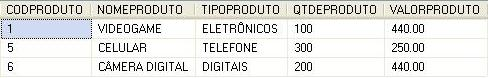 CODPRODUTO NOMEPRODUTO TIPOPRODUTO QTDEPRODUTO VALORPRODUTO
1 VIDEOGAME ELETRÔNICOS 100 440.00
5 CELULAR TELEFONE 300 250.00
6 CÂMERA DIGITAL DIGITAIS 200 440.00